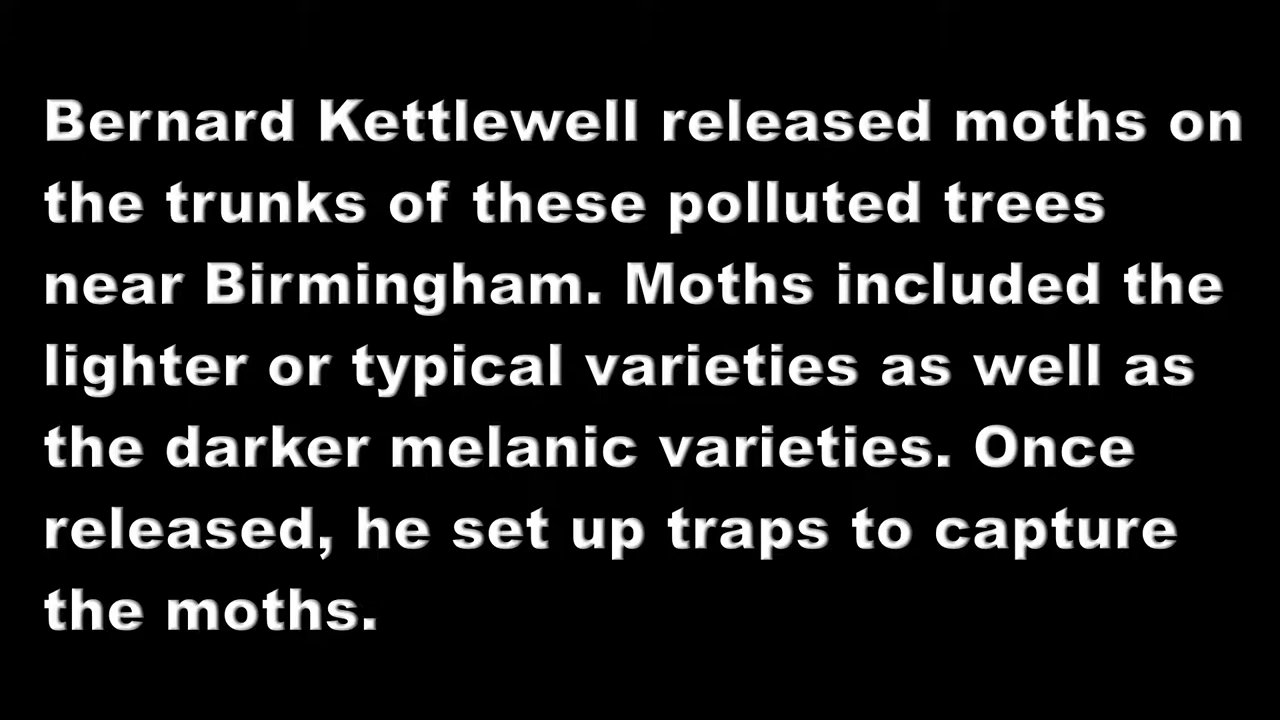 Bernard Kettlewell released moths on
the trunks of these polluted trees
near Birmingham. Moths included the
lighter or typical varieties as well as
the darker melanic varieties. Once
released, he set up traps to capture
the moths.